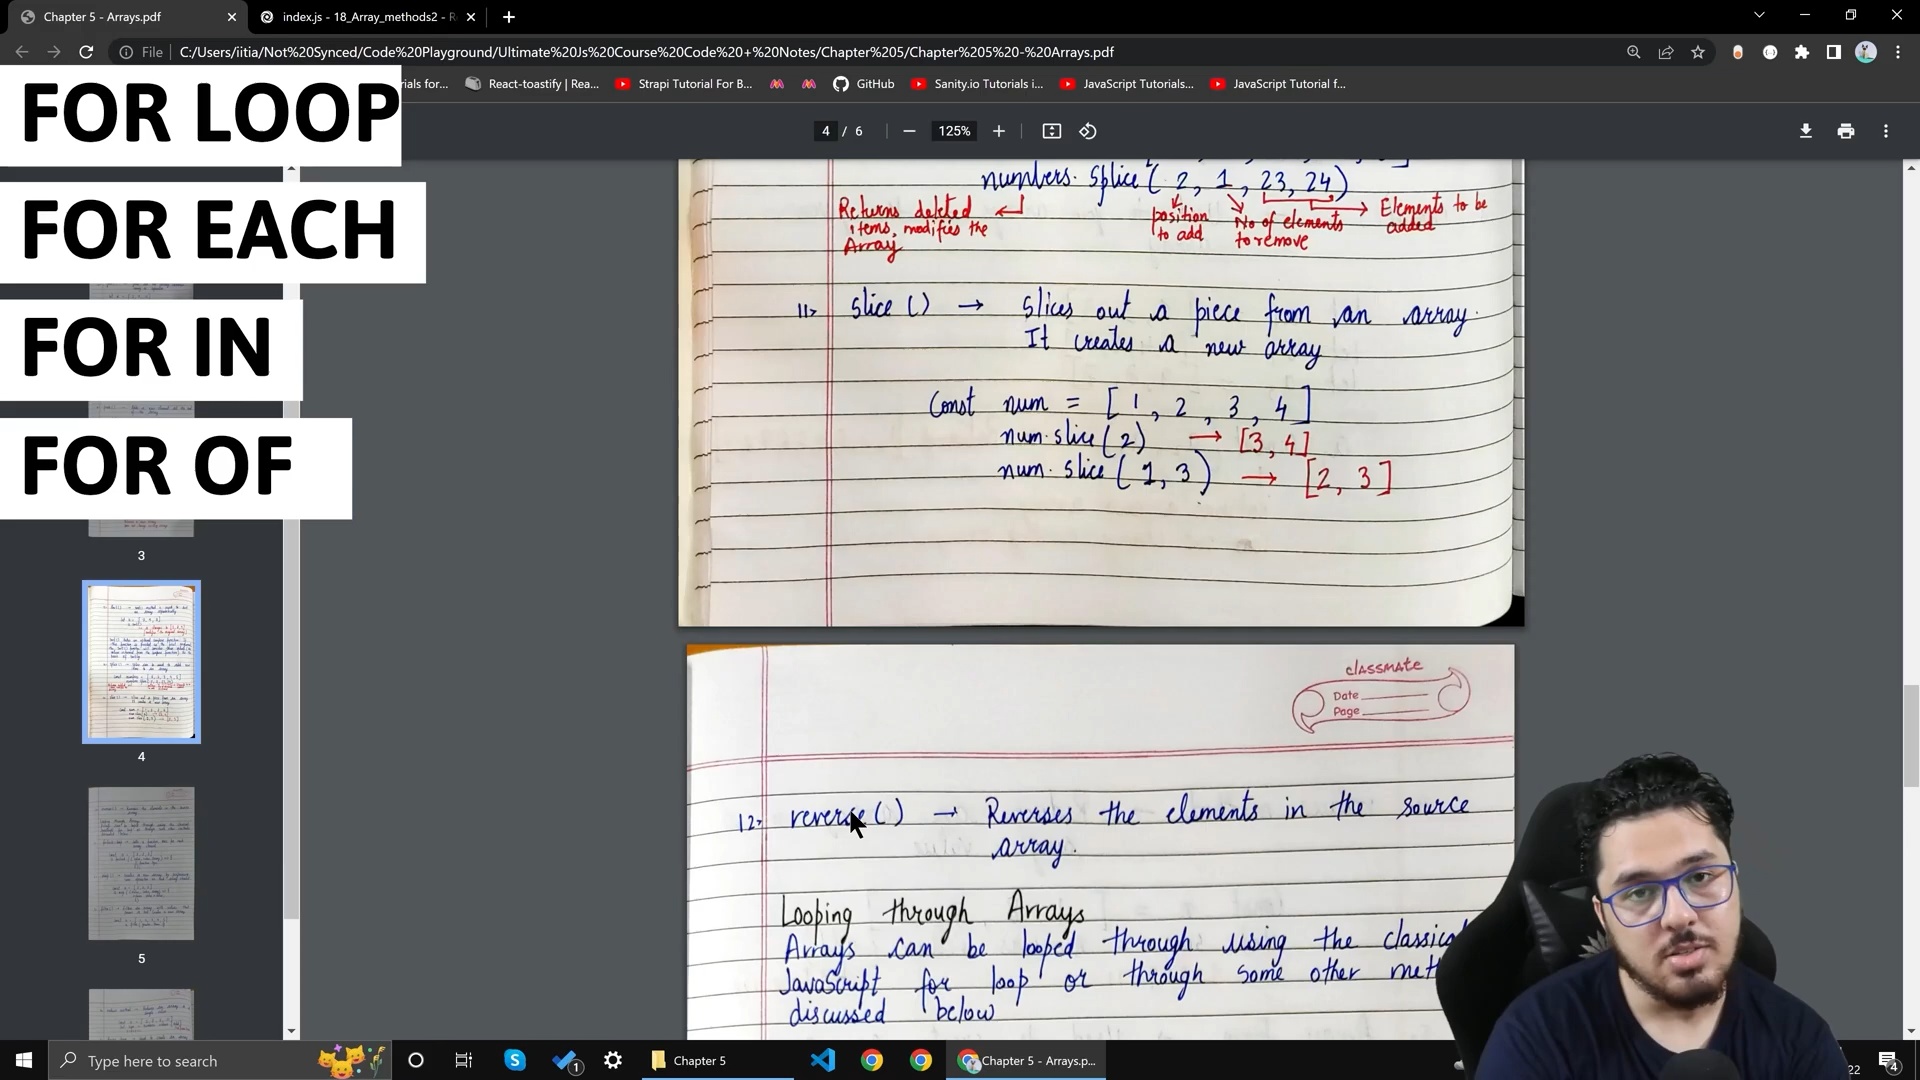 Chapter 5 - Arrays.pdf
index.js - 18_Array_methods2 - R
File
C:/Users/iitia/Not%20Synced/Code%20Playground/Ultimate%20Js%20Course%20Code%20+%20Notes/Chapter%205/Chapter%205%20-%20Arrays.pdf
rials for...
React-toastify | Rea...
Strapi Tutorial For B...
GitHub
Sanity.io Tutorials i...
JavaScript Tutorials...
JavaScript Tutorial f...
4 / 6
125%
FOR LOOP
FOR EACH
FOR IN
FOR OF
3
4
5
numbers. splice( 2, 1, 23, 24)
Returns deleted
items, modifies the
Array
position
to add
No of elements
to remove
Elements to be
added
11> slice () → Slices out a piece from an array.
It creates a new array
Const num = [ 1, 2, 3, 4 ]
num.slice(2) → [3, 4]
num. slice( 1, 3) → [2, 3]
classmate
Date
Page
12> reverse() → Reverses the elements in the source
array.
Looping through Arrays
Arrays can be looped through using the classical
JavaScript for loop or through some other met
discussed below
Type here to search
1
Chapter 5
Chapter 5 - Arrays.p...
22
4